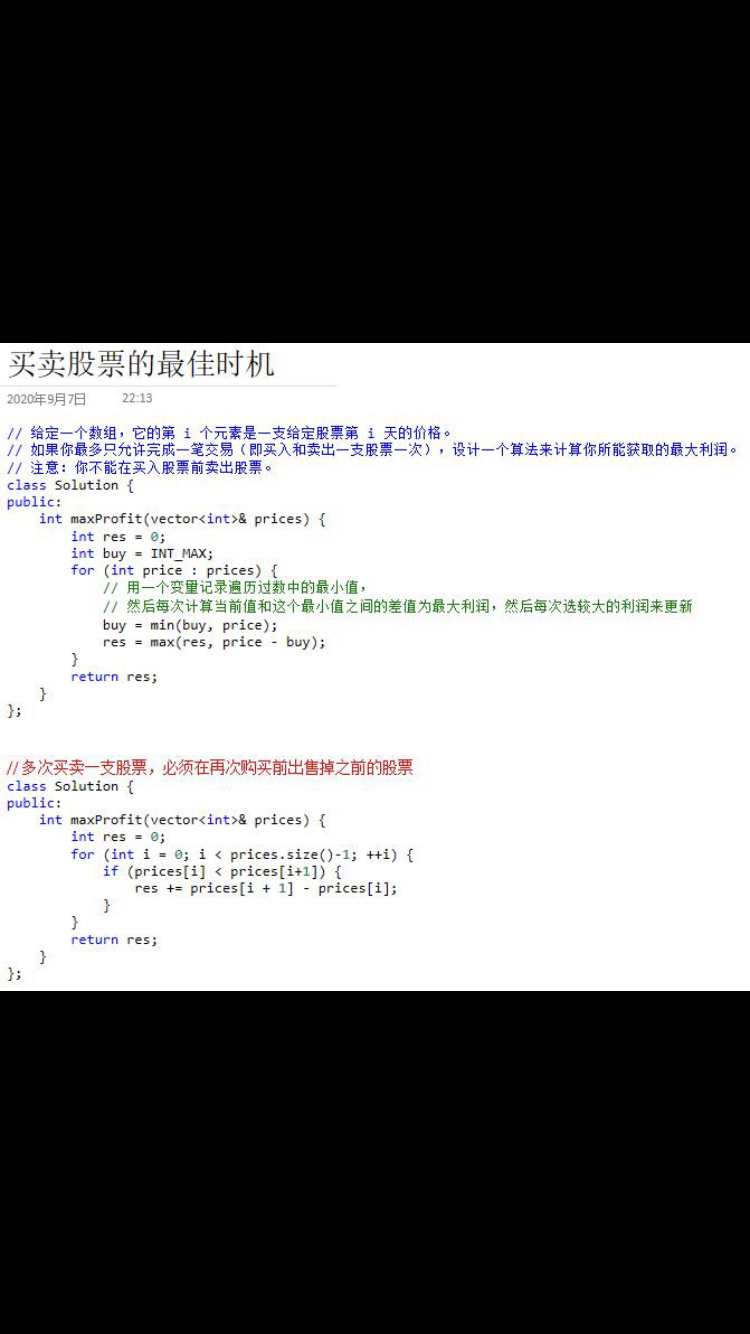 买卖股票的最佳时机
2020年9月7日 22:13
// 给定一个数组，它的第 i 个元素是一支给定股票第 i 天的价格。
// 如果你最多只允许完成一笔交易（即买入和卖出一支股票一次），设计一个算法来计算你所能获取的最大利润。
// 注意：你不能在买入股票前卖出股票。
class Solution {
public:
    int maxProfit(vector<int>& prices) {
        int res = 0;
        int buy = INT_MAX;
        for (int price : prices) {
            // 用一个变量记录遍历过数中的最小值，
            // 然后每次计算当前值和这个最小值之间的差值为最大利润，然后每次选较大的利润来更新
            buy = min(buy, price);
            res = max(res, price - buy);
        }
        return res;
    }
};
//多次买卖一支股票，必须在再次购买前出售掉之前的股票
class Solution {
public:
    int maxProfit(vector<int>& prices) {
        int res = 0;
        for (int i = 0; i < prices.size()-1; ++i) {
            if (prices[i] < prices[i+1]) {
                res += prices[i + 1] - prices[i];
            }
        }
        return res;
    }
};